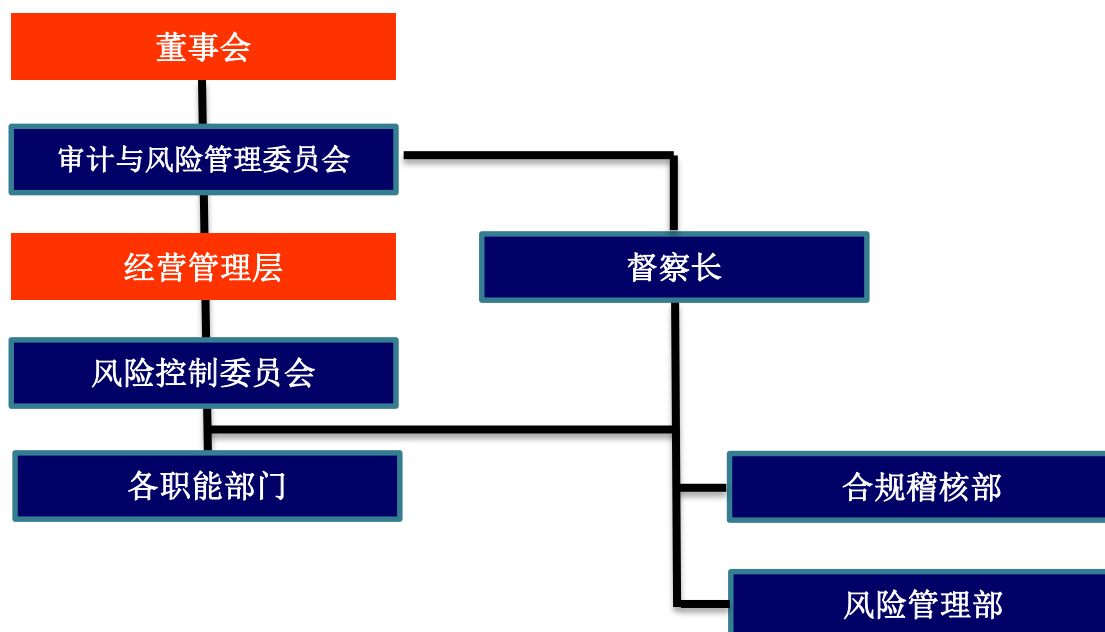 董事会
审计与风险管理委员会
经营管理层
督察长
风险控制委员会
各职能部门
合规稽核部
风险管理部